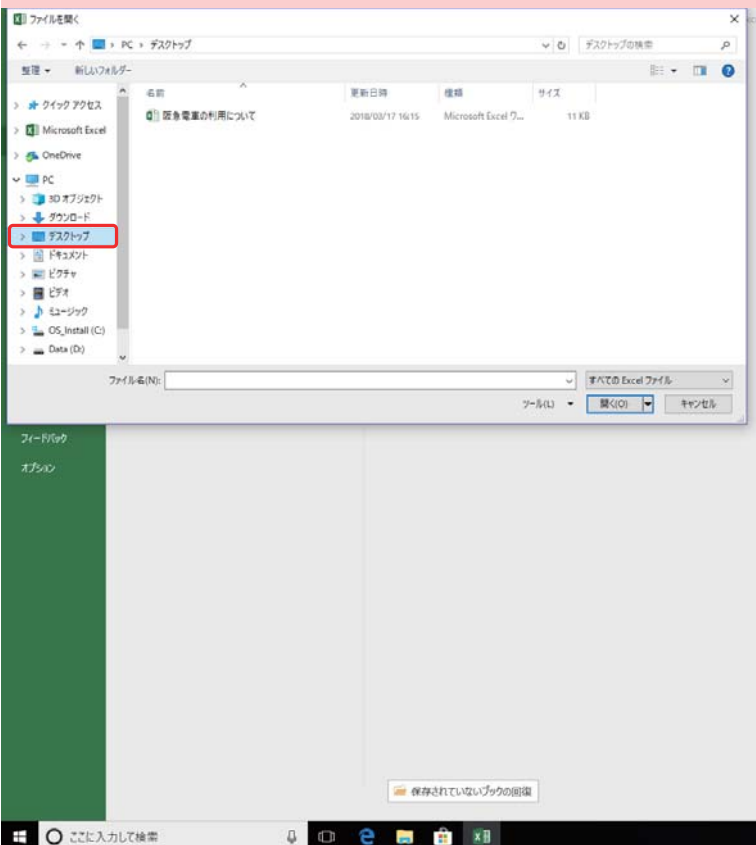 ファイルを開く
PC › デスクトップ
デスクトップの検索
整理
新しいフォルダー
名前
更新日時
種類
サイズ
クイック アクセス
阪急電車の利用について
2018/03/17 16:15
Microsoft Excel ワ...
11 KB
Microsoft Excel
OneDrive
PC
3D オブジェクト
ダウンロード
デスクトップ
ドキュメント
ピクチャ
ビデオ
ミュージック
OS_Install (C:)
Data (D:)
ファイル名(N):
すべての Excel ファイル
ツール(L)
開く(O)
キャンセル
フィードバック
オプション
保存されていないブックの回復
ここに入力して検索